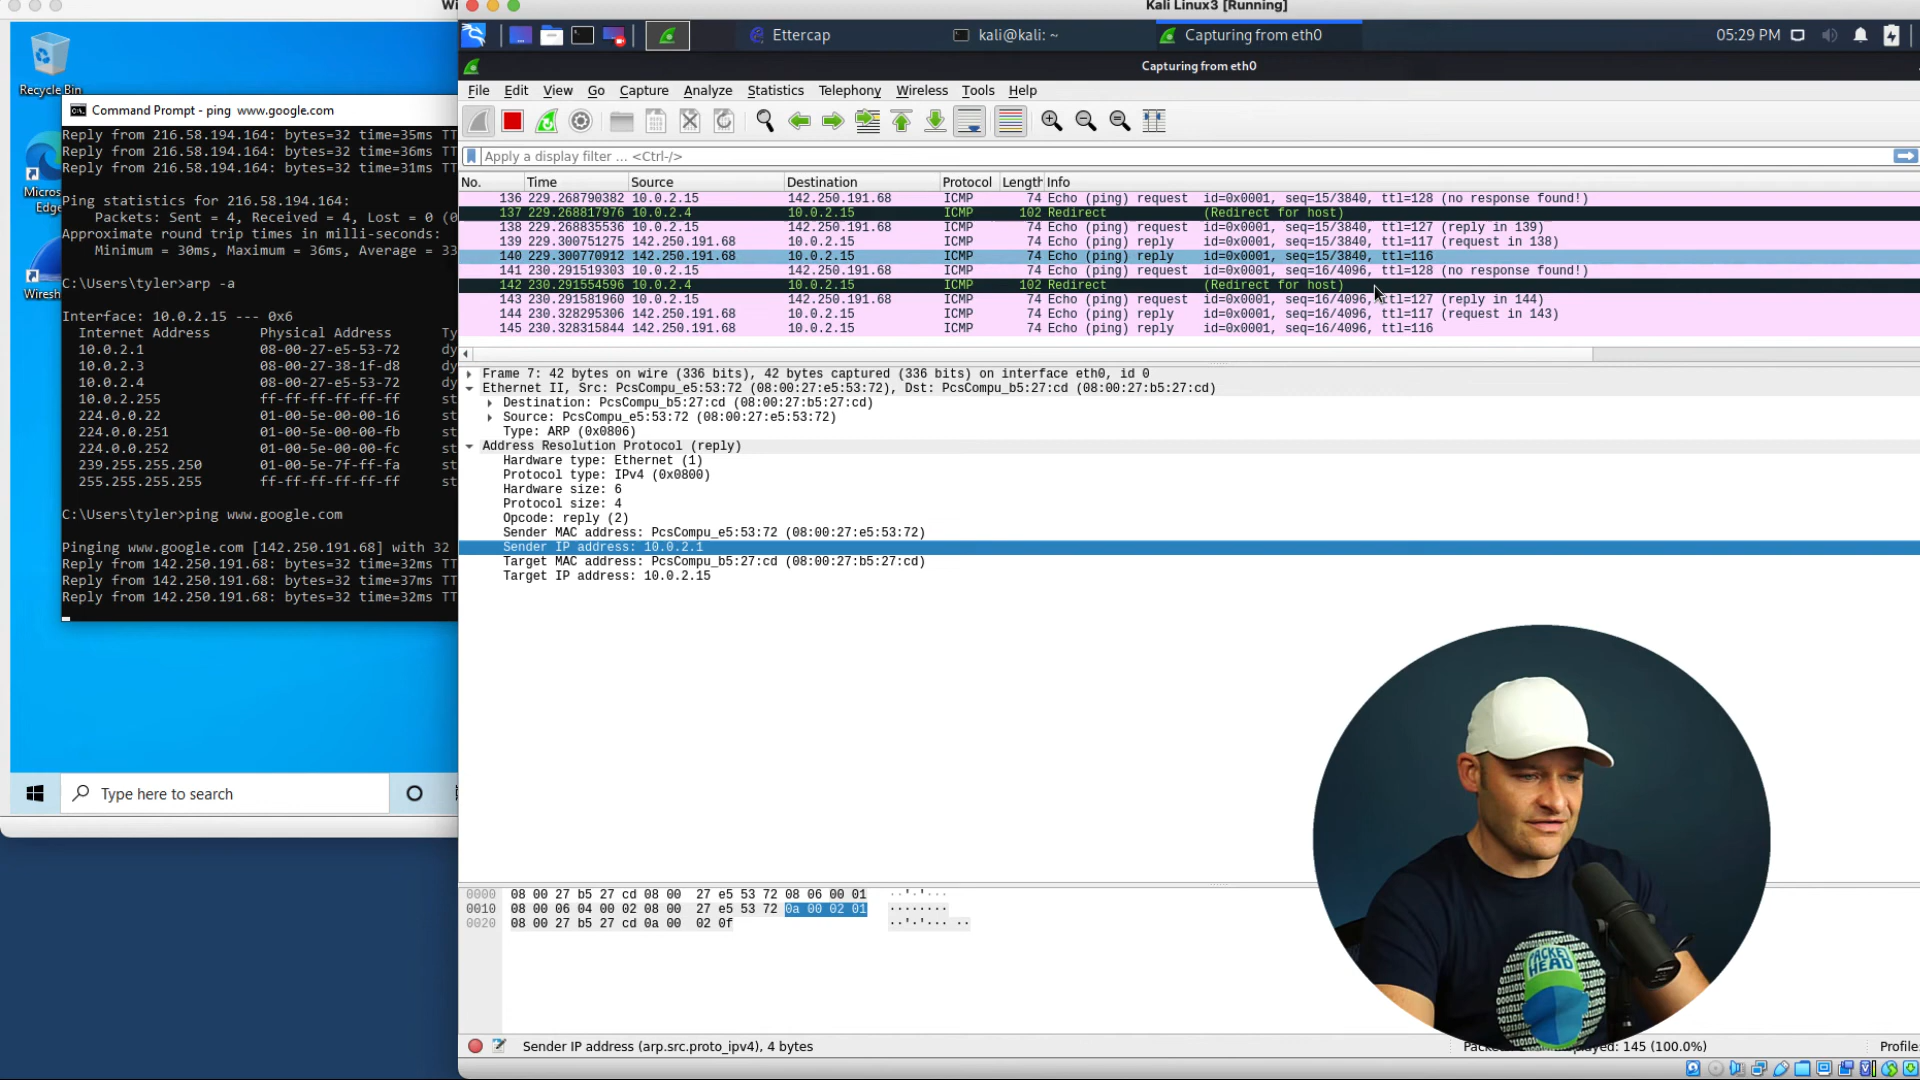 Wi
Kali Linux3 [Running]
Ettercap
kali@kali: ~
Capturing from eth0
05:29 PM
Recycle Bin
Micros
Edge
Wiresh
Command Prompt - ping www.google.com
Reply from 216.58.194.164: bytes=32 time=35ms TT
Reply from 216.58.194.164: bytes=32 time=36ms TT
Reply from 216.58.194.164: bytes=32 time=31ms TT
Ping statistics for 216.58.194.164:
Packets: Sent = 4, Received = 4, Lost = 0 (0
Approximate round trip times in milli-seconds:
Minimum = 30ms, Maximum = 36ms, Average = 33
C:\Users\tyler>arp -a
Interface: 10.0.2.15 --- 0x6
Internet Address Physical Address Ty
10.0.2.1 08-00-27-e5-53-72 dy
10.0.2.3 08-00-27-38-1f-d8 dy
10.0.2.4 08-00-27-e5-53-72 dy
10.0.2.255 ff-ff-ff-ff-ff-ff st
224.0.0.22 01-00-5e-00-00-16 st
224.0.0.251 01-00-5e-00-00-fb st
224.0.0.252 01-00-5e-00-00-fc st
239.255.255.250 01-00-5e-7f-ff-fa st
255.255.255.255 ff-ff-ff-ff-ff-ff st
C:\Users\tyler>ping www.google.com
Pinging www.google.com [142.250.191.68] with 32
Reply from 142.250.191.68: bytes=32 time=32ms TT
Reply from 142.250.191.68: bytes=32 time=37ms TT
Reply from 142.250.191.68: bytes=32 time=32ms TT
Type here to search
Capturing from eth0
File Edit View Go Capture Analyze Statistics Telephony Wireless Tools Help
Apply a display filter ... <Ctrl-/>
No. Time Source Destination Protocol Length Info
136 229.268790382 10.0.2.15 142.250.191.68 ICMP 74 Echo (ping) request id=0x0001, seq=15/3840, ttl=128 (no response found!)
137 229.268817976 10.0.2.4 10.0.2.15 ICMP 102 Redirect (Redirect for host)
138 229.268835536 10.0.2.15 142.250.191.68 ICMP 74 Echo (ping) request id=0x0001, seq=15/3840, ttl=127 (reply in 139)
139 229.300751275 142.250.191.68 10.0.2.15 ICMP 74 Echo (ping) reply id=0x0001, seq=15/3840, ttl=117 (request in 138)
140 229.300770912 142.250.191.68 10.0.2.15 ICMP 74 Echo (ping) reply id=0x0001, seq=15/3840, ttl=116
141 230.291519303 10.0.2.15 142.250.191.68 ICMP 74 Echo (ping) request id=0x0001, seq=16/4096, ttl=128 (no response found!)
142 230.291554596 10.0.2.4 10.0.2.15 ICMP 102 Redirect (Redirect for host)
143 230.291581960 10.0.2.15 142.250.191.68 ICMP 74 Echo (ping) request id=0x0001, seq=16/4096, ttl=127 (reply in 144)
144 230.328295306 142.250.191.68 10.0.2.15 ICMP 74 Echo (ping) reply id=0x0001, seq=16/4096, ttl=117 (request in 143)
145 230.328315844 142.250.191.68 10.0.2.15 ICMP 74 Echo (ping) reply id=0x0001, seq=16/4096, ttl=116
Frame 7: 42 bytes on wire (336 bits), 42 bytes captured (336 bits) on interface eth0, id 0
Ethernet II, Src: PcsCompu_e5:53:72 (08:00:27:e5:53:72), Dst: PcsCompu_b5:27:cd (08:00:27:b5:27:cd)
Destination: PcsCompu_b5:27:cd (08:00:27:b5:27:cd)
Source: PcsCompu_e5:53:72 (08:00:27:e5:53:72)
Type: ARP (0x0806)
Address Resolution Protocol (reply)
Hardware type: Ethernet (1)
Protocol type: IPv4 (0x0800)
Hardware size: 6
Protocol size: 4
Opcode: reply (2)
Sender MAC address: PcsCompu_e5:53:72 (08:00:27:e5:53:72)
Sender IP address: 10.0.2.1
Target MAC address: PcsCompu_b5:27:cd (08:00:27:b5:27:cd)
Target IP address: 10.0.2.15
0000 08 00 27 b5 27 cd 08 00 27 e5 53 72 08 06 00 01 ··'·'···
0010 08 00 06 04 00 02 08 00 27 e5 53 72 0a 00 02 01 ········
0020 08 00 27 b5 27 cd 0a 00 02 0f ··'·'··· ··
PACKET
HEAD
Sender IP address (arp.src.proto_ipv4), 4 bytes
145 (100.0%)
Profile: